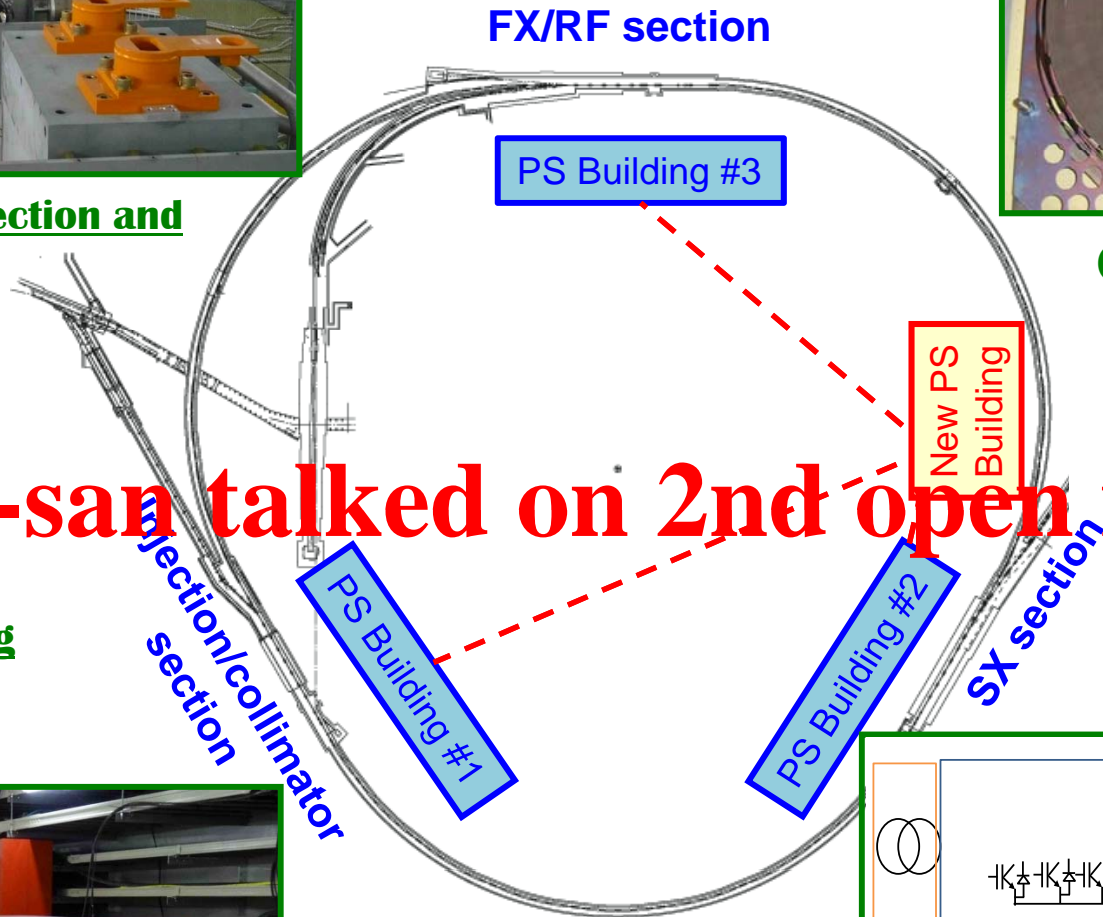 FX/RF section
PS Building #3
ection and
New PS
Building
-san talked on 2nd open
Injection/collimator
section
PS Building #1
PS Building #2
SX section
g